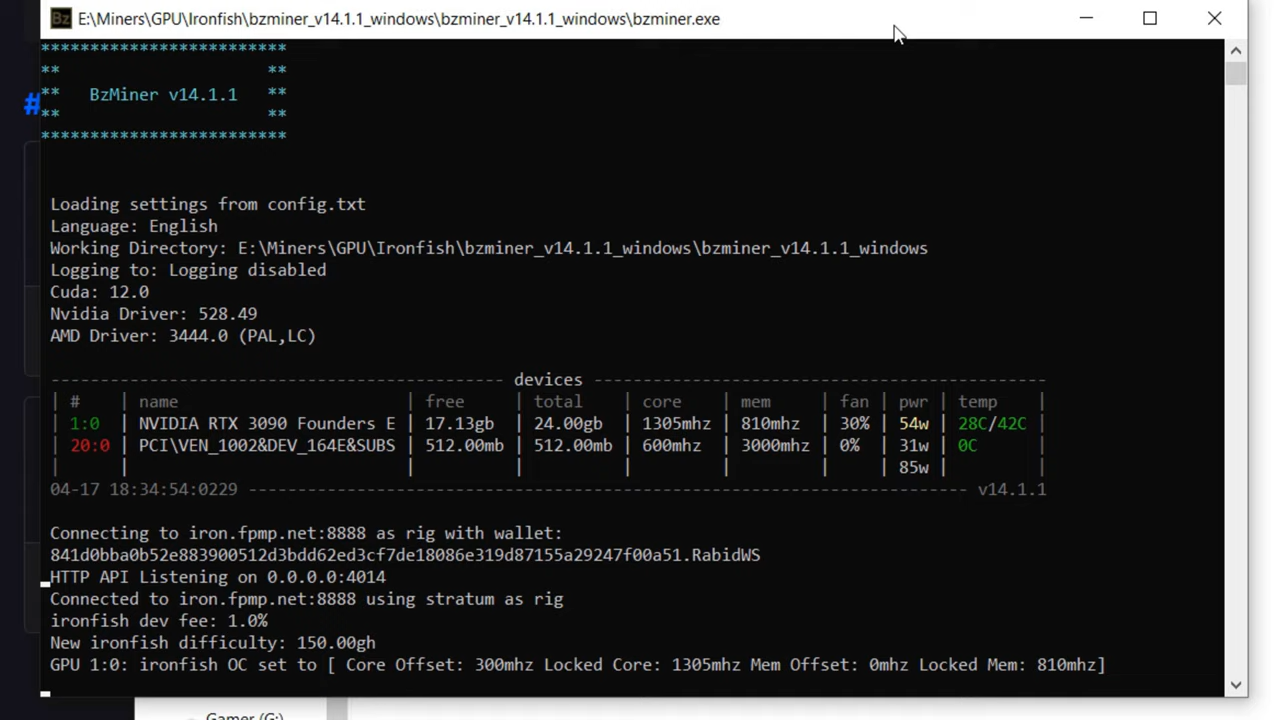 E:\Miners\GPU\Ironfish\bzminer_v14.1.1_windows\bzminer_v14.1.1_windows\bzminer.exe
#
*************************
** **
** BzMiner v14.1.1 **
** **
*************************
Loading settings from config.txt
Language: English
Working Directory: E:\Miners\GPU\Ironfish\bzminer_v14.1.1_windows\bzminer_v14.1.1_windows
Logging to: Logging disabled
Cuda: 12.0
Nvidia Driver: 528.49
AMD Driver: 3444.0 (PAL,LC)
---------------------------------------------- devices ----------------------------------------------
| # | name | free | total | core | mem | fan | pwr | temp |
| 1:0 | NVIDIA RTX 3090 Founders E | 17.13gb | 24.00gb | 1305mhz | 810mhz | 30% | 54w | 28C/42C |
| 20:0 | PCI\VEN_1002&DEV_164E&SUBS | 512.00mb | 512.00mb | 600mhz | 3000mhz | 0% | 31w | 0C |
| | | | | | | | 85w | |
04-17 18:34:54:0229 ------------------------------------------------------------------------- v14.1.1
Connecting to iron.fpmp.net:8888 as rig with wallet:
841d0bba0b52e883900512d3bdd62ed3cf7de18086e319d87155a29247f00a51.RabidWS
HTTP API Listening on 0.0.0.0:4014
Connected to iron.fpmp.net:8888 using stratum as rig
ironfish dev fee: 1.0%
New ironfish difficulty: 150.00gh
GPU 1:0: ironfish OC set to [ Core Offset: 300mhz Locked Core: 1305mhz Mem Offset: 0mhz Locked Mem: 810mhz]
Gamer (G:)